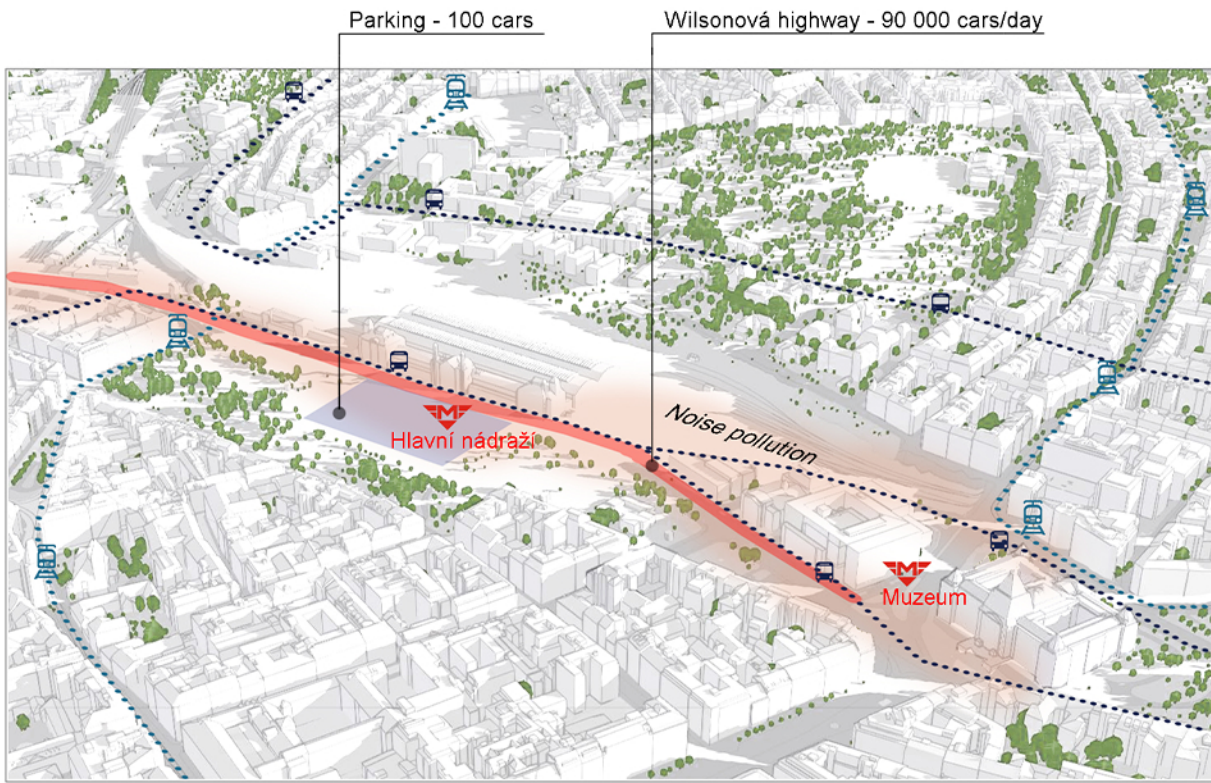 Parking - 100 cars
Wilsonová highway - 90 000 cars/day
M
Hlavní nádraží
Noise pollution
M
Muzeum